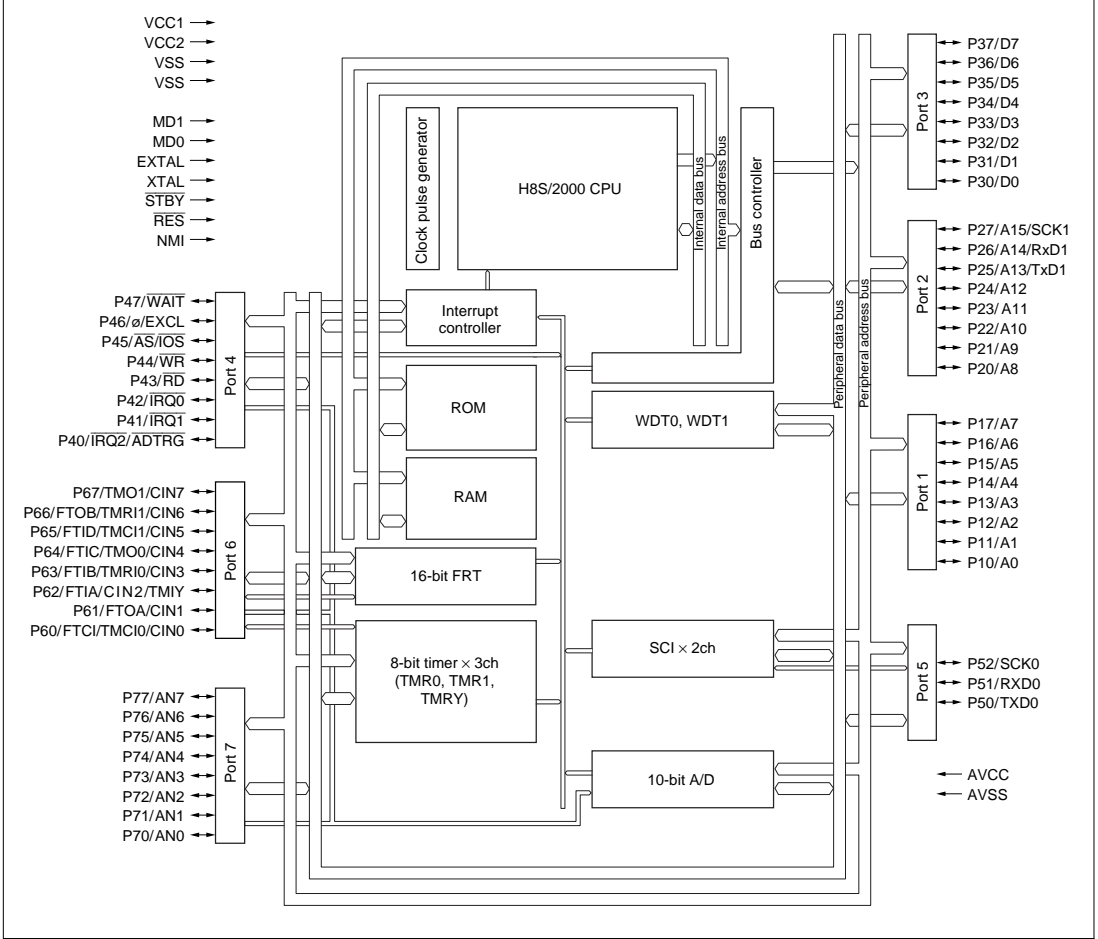 VCC1
VCC2
VSS
VSS
MD1
MD0
EXTAL
XTAL
STBY
RES
NMI
P47/WAIT
P46/ø/EXCL
P45/AS/IOS
P44/WR
P43/RD
P42/IRQ0
P41/IRQ1
P40/IRQ2/ADTRG
Port 4
P67/TMO1/CIN7
P66/FTOB/TMRI1/CIN6
P65/FTID/TMCI1/CIN5
P64/FTIC/TMO0/CIN4
P63/FTIB/TMRI0/CIN3
P62/FTIA/CIN2/TMIY
P61/FTOA/CIN1
P60/FTCI/TMCI0/CIN0
Port 6
P77/AN7
P76/AN6
P75/AN5
P74/AN4
P73/AN3
P72/AN2
P71/AN1
P70/AN0
Port 7
Clock pulse generator
H8S/2000 CPU
Internal data bus
Internal address bus
Bus controller
Interrupt
controller
ROM
RAM
16-bit FRT
8-bit timer × 3ch
(TMR0, TMR1,
TMRY)
WDT0, WDT1
SCI × 2ch
10-bit A/D
Peripheral data bus
Peripheral address bus
Port 3
P37/D7
P36/D6
P35/D5
P34/D4
P33/D3
P32/D2
P31/D1
P30/D0
Port 2
P27/A15/SCK1
P26/A14/RxD1
P25/A13/TxD1
P24/A12
P23/A11
P22/A10
P21/A9
P20/A8
Port 1
P17/A7
P16/A6
P15/A5
P14/A4
P13/A3
P12/A2
P11/A1
P10/A0
Port 5
P52/SCK0
P51/RXD0
P50/TXD0
AVCC
AVSS